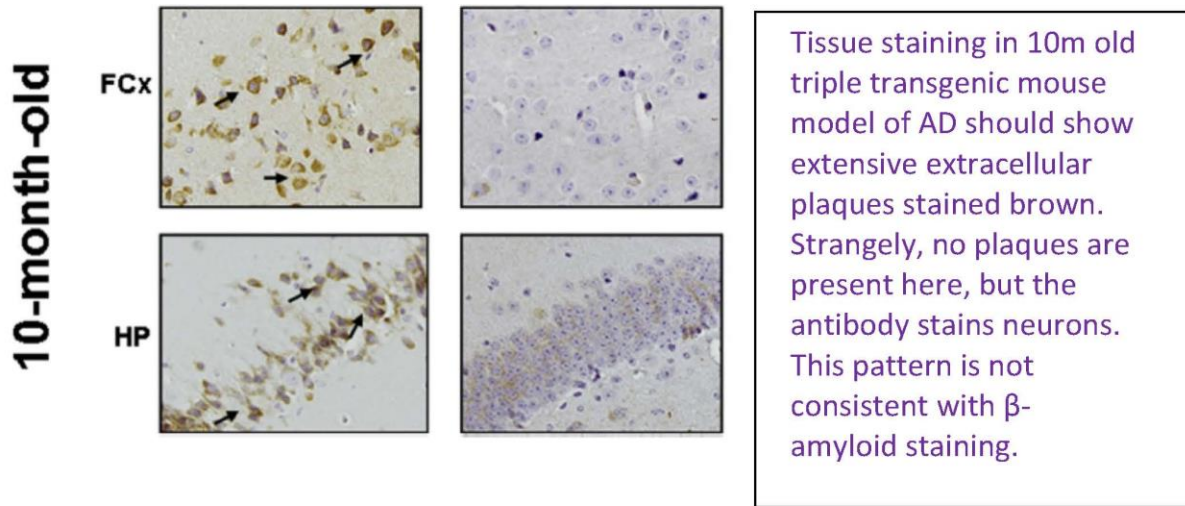 10-month-old
FCx
HP
Tissue staining in 10m old
triple transgenic mouse
model of AD should show
extensive extracellular
plaques stained brown.
Strangely, no plaques are
present here, but the
antibody stains neurons.
This pattern is not
consistent with β-
amyloid staining.